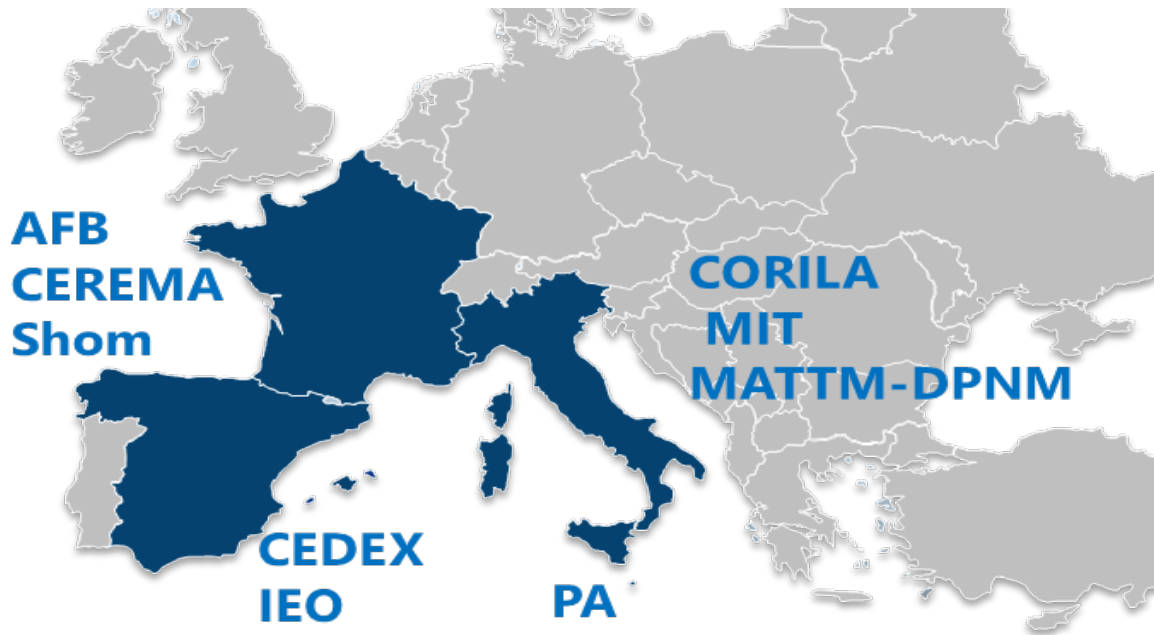 AFB
CEREMA
Shom
CORILA
MIT
MATTM-DPNM
CEDEX
IEO
PA